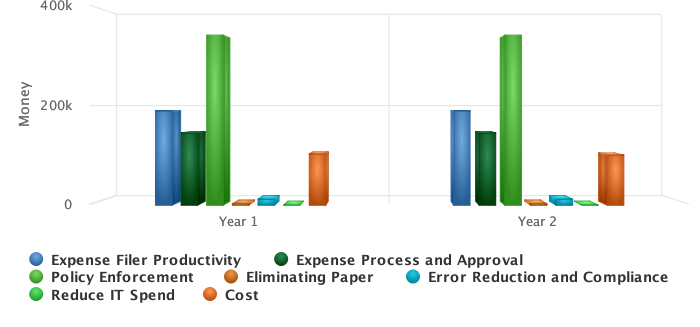 400k
200k
0
Money
Year 1 Year 2
Expense Filer Productivity Expense Process and Approval
Policy Enforcement Eliminating Paper Error Reduction and Compliance
Reduce IT Spend Cost